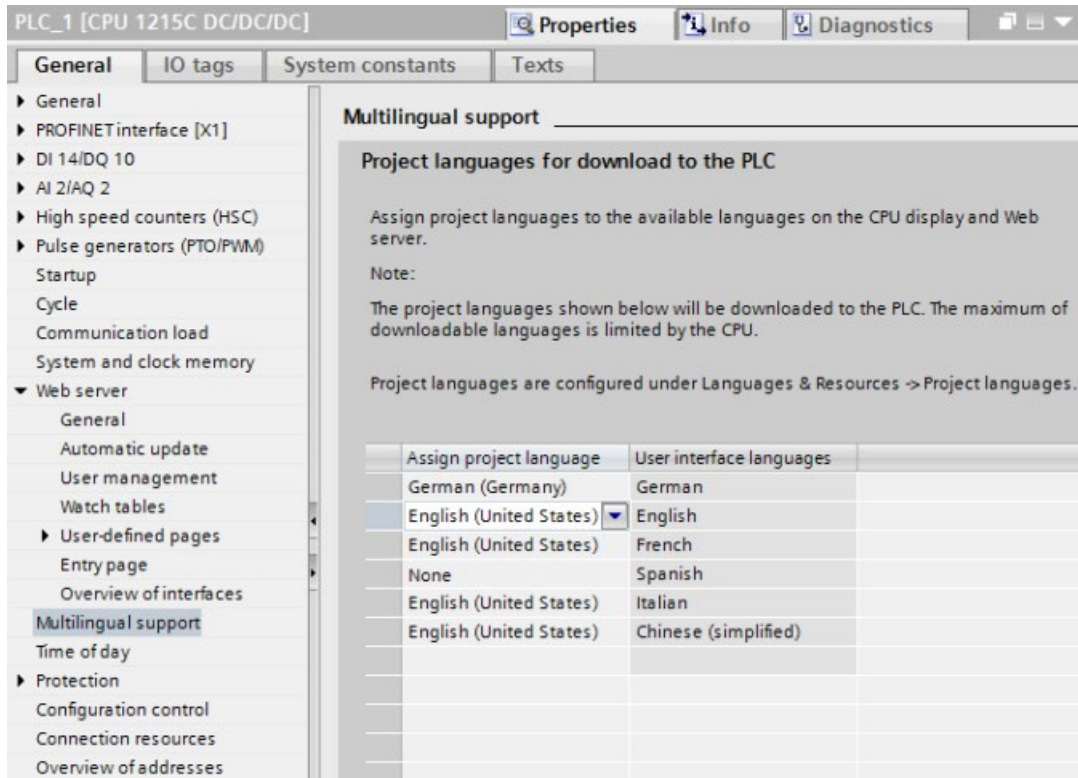 PLC_1 [CPU 1215C DC/DC/DC]
Properties
Info
Diagnostics
General
IO tags
System constants
Texts
General
PROFINET interface [X1]
DI 14/DQ 10
AI 2/AQ 2
High speed counters (HSC)
Pulse generators (PTO/PWM)
Startup
Cycle
Communication load
System and clock memory
Web server
General
Automatic update
User management
Watch tables
User-defined pages
Entry page
Overview of interfaces
Multilingual support
Time of day
Protection
Configuration control
Connection resources
Overview of addresses
Multilingual support
Project languages for download to the PLC
Assign project languages to the available languages on the CPU display and Web
server.
Note:
The project languages shown below will be downloaded to the PLC. The maximum of
downloadable languages is limited by the CPU.
Project languages are configured under Languages & Resources -> Project languages.
Assign project language User interface languages
German (Germany) German
English (United States) English
English (United States) French
None Spanish
English (United States) Italian
English (United States) Chinese (simplified)